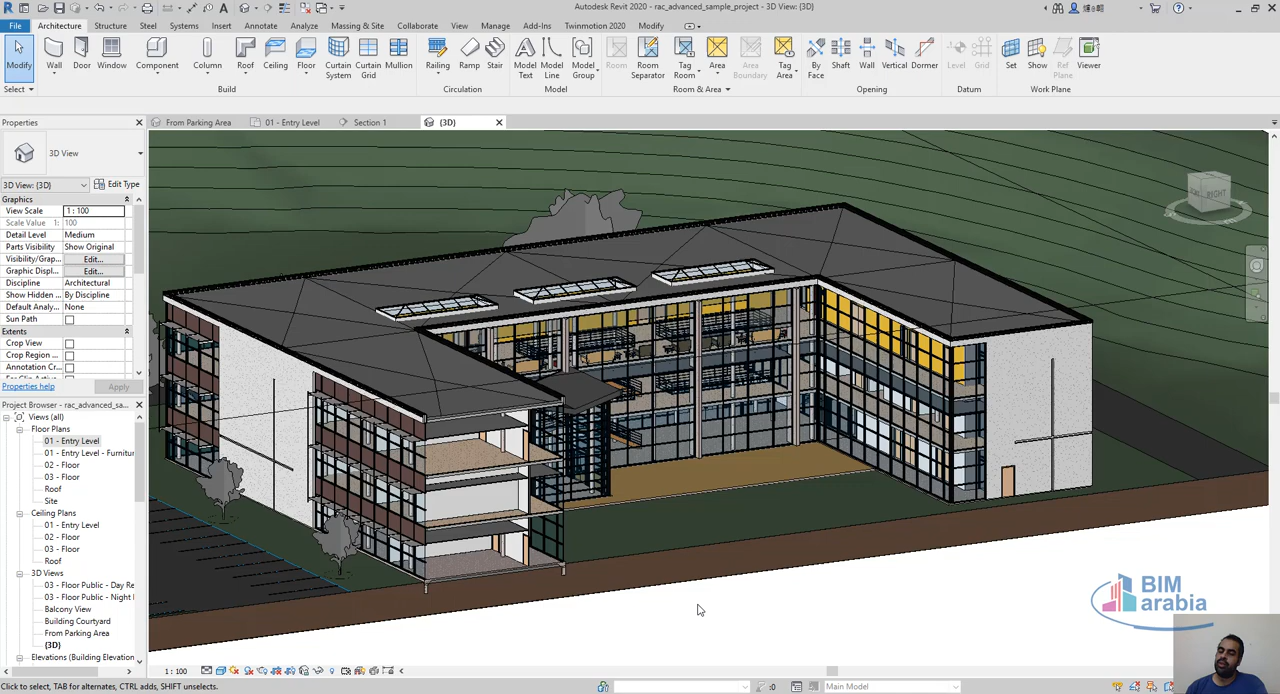 Autodesk Revit 2020 - rac_advanced_sample_project - 3D View: {3D}
File Architecture Structure Steel Systems Insert Annotate Analyze Massing & Site Collaborate View Manage Add-Ins Twinmotion 2020 Modify
Modify Wall Door Window Component Column Roof Ceiling Floor Curtain System Curtain Grid Mullion Railing Ramp Stair Model Text Model Line Model Group Room Room Separator Tag Room Area Area Boundary Tag Area By Face Shaft Wall Vertical Dormer Level Grid Set Show Ref Plane Viewer
Select Build Circulation Model Room & Area Opening Datum Work Plane
Properties
From Parking Area 01 - Entry Level Section 1 {3D}
3D View
3D View: {3D} Edit Type
Graphics
View Scale 1 : 100
Scale Value 1: 100
Detail Level Medium
Parts Visibility Show Original
Visibility/Grap... Edit...
Graphic Displ... Edit...
Discipline Architectural
Show Hidden ... By Discipline
Default Analy... None
Sun Path
Extents
Crop View
Crop Region ...
Annotation Cr...
Properties help Apply
Project Browser - rac_advanced_sa...
Views (all)
Floor Plans
01 - Entry Level
01 - Entry Level - Furnitur
02 - Floor
03 - Floor
Roof
Site
Ceiling Plans
01 - Entry Level
02 - Floor
03 - Floor
Roof
3D Views
03 - Floor Public - Day Re
03 - Floor Public - Night
Balcony View
Building Courtyard
From Parking Area
{3D}
Elevations (Building Elevation
RIGHT
BIM
arabia
1 : 100
Click to select, TAB for alternates, CTRL adds, SHIFT unselects.
:0
Main Model